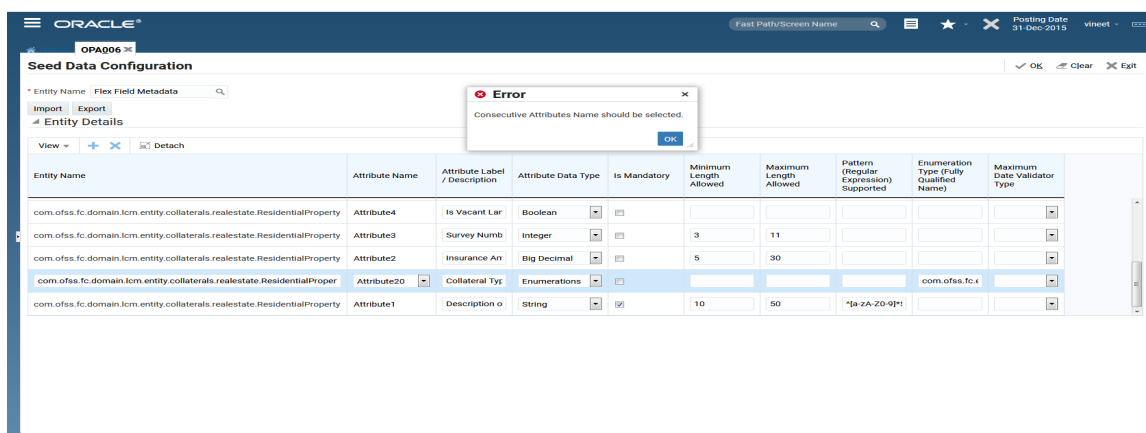 ORACLE®
Fast Path/Screen Name
Posting Date
31-Dec-2015
vineet
OPA006
Seed Data Configuration
OK Clear Exit
* Entity Name Flex Field Metadata
Import Export
Entity Details
Error
Consecutive Attributes Name should be selected.
OK
View Detach
Entity Name Attribute Name Attribute Label / Description Attribute Data Type Is Mandatory Minimum Length Allowed Maximum Length Allowed Pattern (Regular Expression) Supported Enumeration Type (Fully Qualified Name) Maximum Date Validator Type
com.ofss.fc.domain.lcm.entity.collaterals.realestate.ResidentialProperty Attribute4 Is Vacant Lar Boolean
com.ofss.fc.domain.lcm.entity.collaterals.realestate.ResidentialProperty Attribute3 Survey Numb Integer 3 11
com.ofss.fc.domain.lcm.entity.collaterals.realestate.ResidentialProperty Attribute2 Insurance Am Big Decimal 5 30
com.ofss.fc.domain.lcm.entity.collaterals.realestate.ResidentialProper Attribute20 Collateral Typ Enumerations com.ofss.fc.e
com.ofss.fc.domain.lcm.entity.collaterals.realestate.ResidentialProperty Attribute1 Description o String 10 50